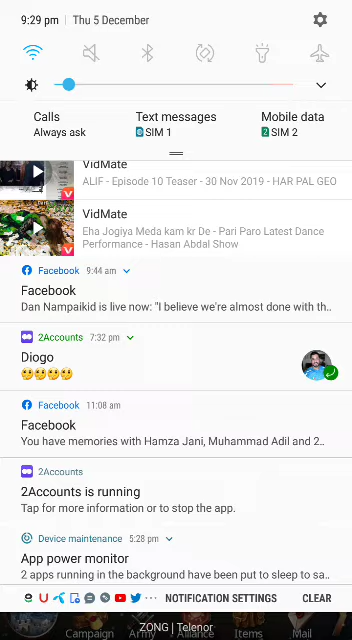 9:29 pm Thu 5 December
Calls Text messages Mobile data
Always ask SIM 1 SIM 2
VidMate
ALIF - Episode 10 Teaser - 30 Nov 2019 - HAR PAL GEO
VidMate
Eha Jogiya Meda kam kr De - Pari Paro Latest Dance
Performance - Hasan Abdal Show
Facebook 9:44 am
Facebook
Dan Nampaikid is live now: "I believe we're almost done with th..
2Accounts 7:32 pm
Diogo
🤔🤔🤔🤔
Facebook 11:08 am
Facebook
You have memories with Hamza Jani, Muhammad Adil and 2..
2Accounts
2Accounts is running
Tap for more information or to stop the app.
Device maintenance 5:28 pm
App power monitor
2 apps running in the background have been put to sleep to sa..
NOTIFICATION SETTINGS CLEAR
ZONG | Telenor
Campaign Army Alliance Items Mail